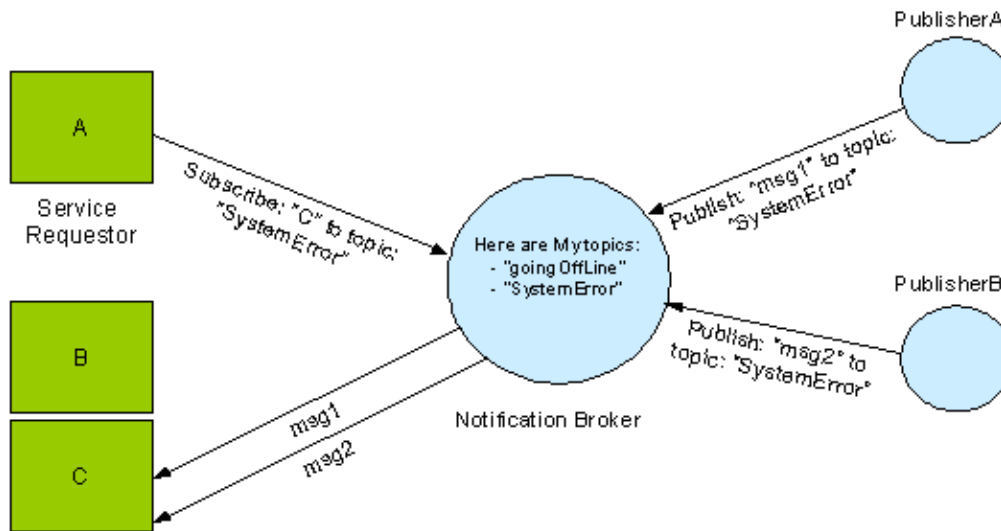 PublisherA
A
Service
Requestor
Subscribe: "C" to topic:
"SystemError"
Publish: "msg1" to topic:
"SystemError"
Here are Mytopics:
- "goingOffLine"
- "SystemError"
PublisherB
Publish: "msg2" to
topic: "SystemError"
B
Notification Broker
msg1
msg2
C